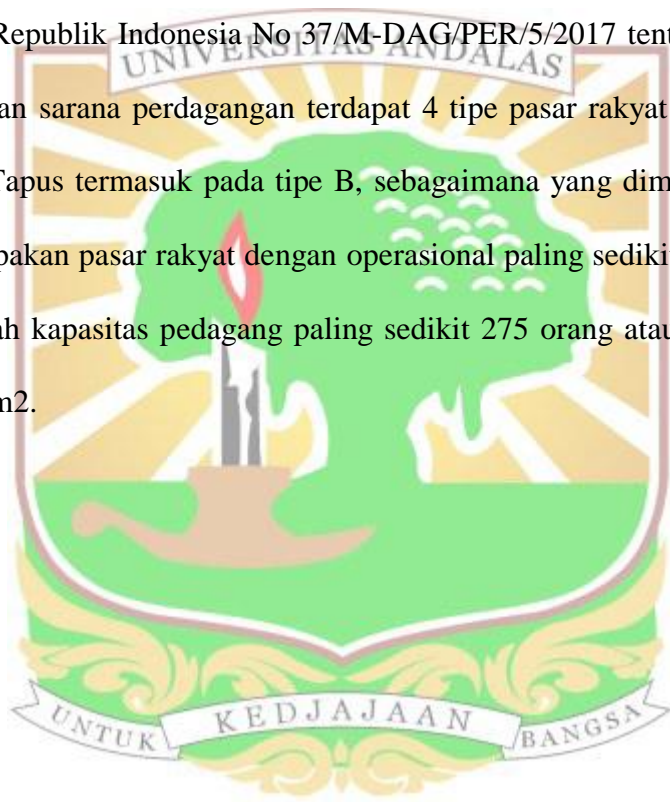 Republik Indonesia No 37/M-DAG/PER/5/2017 tent
UNIVERSITAS ANDALAS
an sarana perdagangan terdapat 4 tipe pasar rakyat
Tapus termasuk pada tipe B, sebagaimana yang dim
pakan pasar rakyat dengan operasional paling sediki
ah kapasitas pedagang paling sedikit 275 orang atau
m2.
UNTUK KEDJAJAAN BANGSA